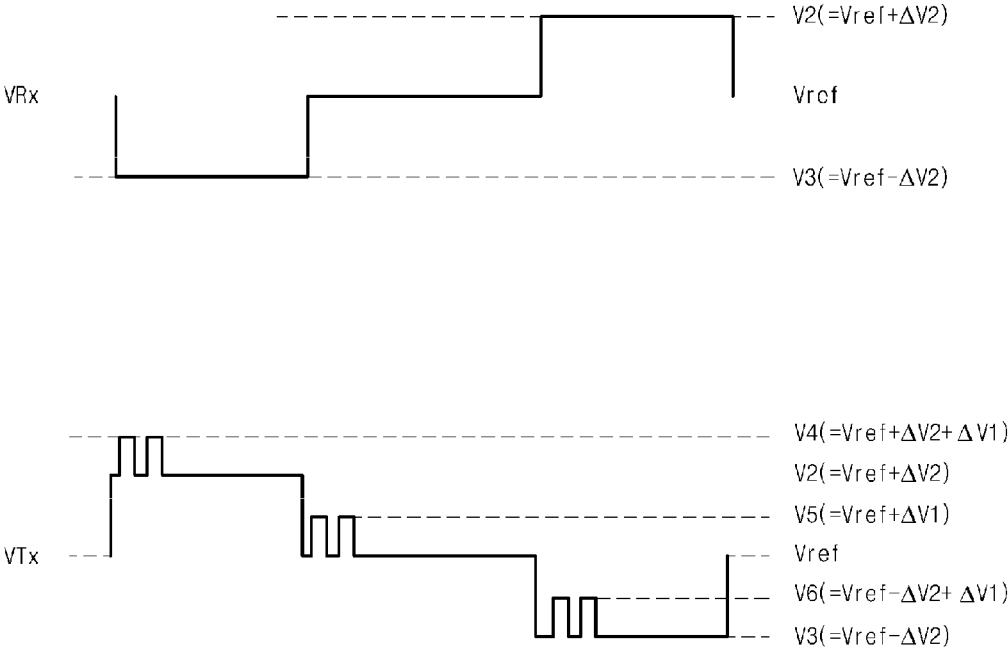 V2(=Vref+ΔV2)
VRx
Vref
V3(=Vref-ΔV2)
V4(=Vref+ΔV2+ΔV1)
V2(=Vref+ΔV2)
V5(=Vref+ΔV1)
VTx
Vref
V6(=Vref-ΔV2+ΔV1)
V3(=Vref-ΔV2)